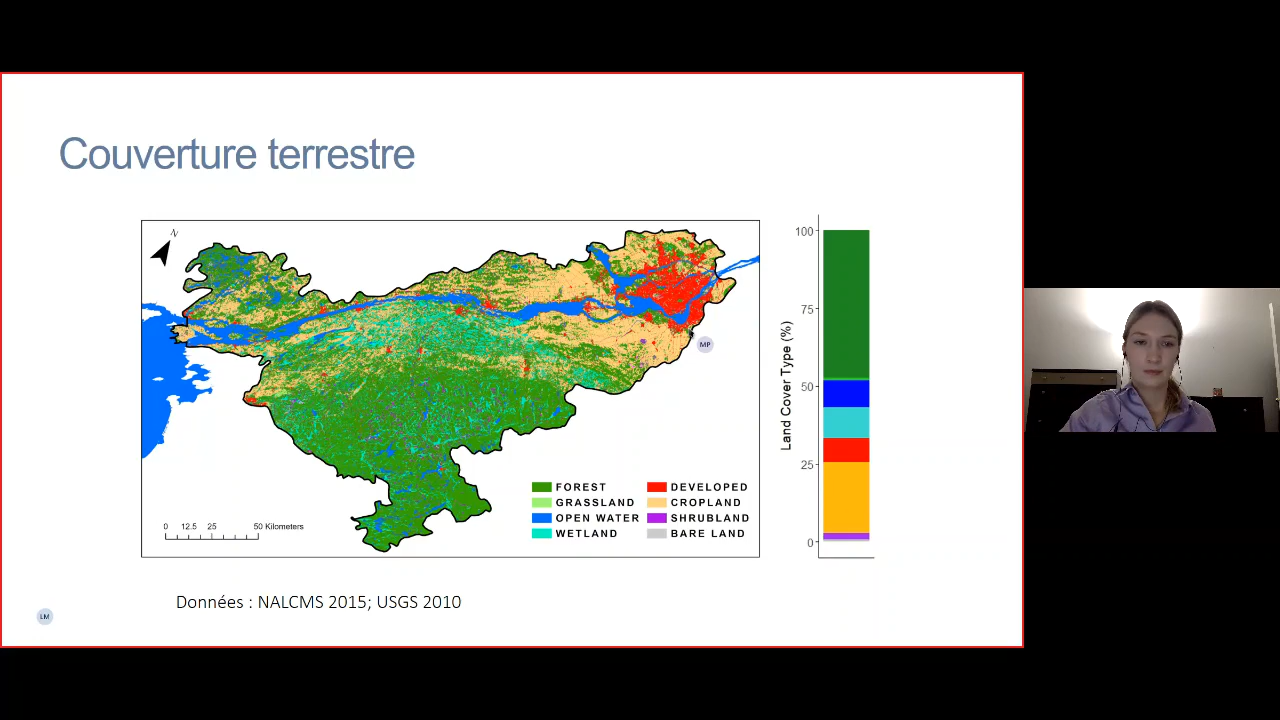 Couverture terrestre
N
MP
FOREST
GRASSLAND
OPEN WATER
WETLAND
DEVELOPED
CROPLAND
SHRUBLAND
BARE LAND
0 12.5 25 50 Kilometers
Land Cover Type (%)
100
75
50
25
0
Données : NALCMS 2015; USGS 2010
LM